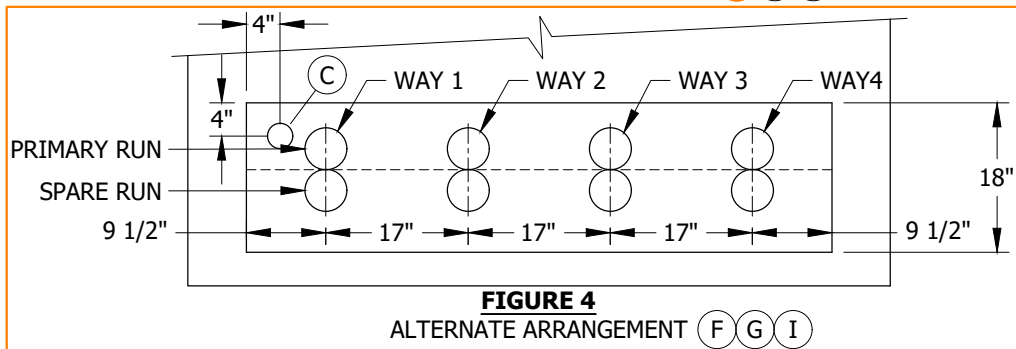 4"
C
WAY 1
WAY 2
WAY 3
WAY4
4"
PRIMARY RUN
SPARE RUN
18"
9 1/2"
17"
17"
17"
9 1/2"
FIGURE 4
ALTERNATE ARRANGEMENT F G I